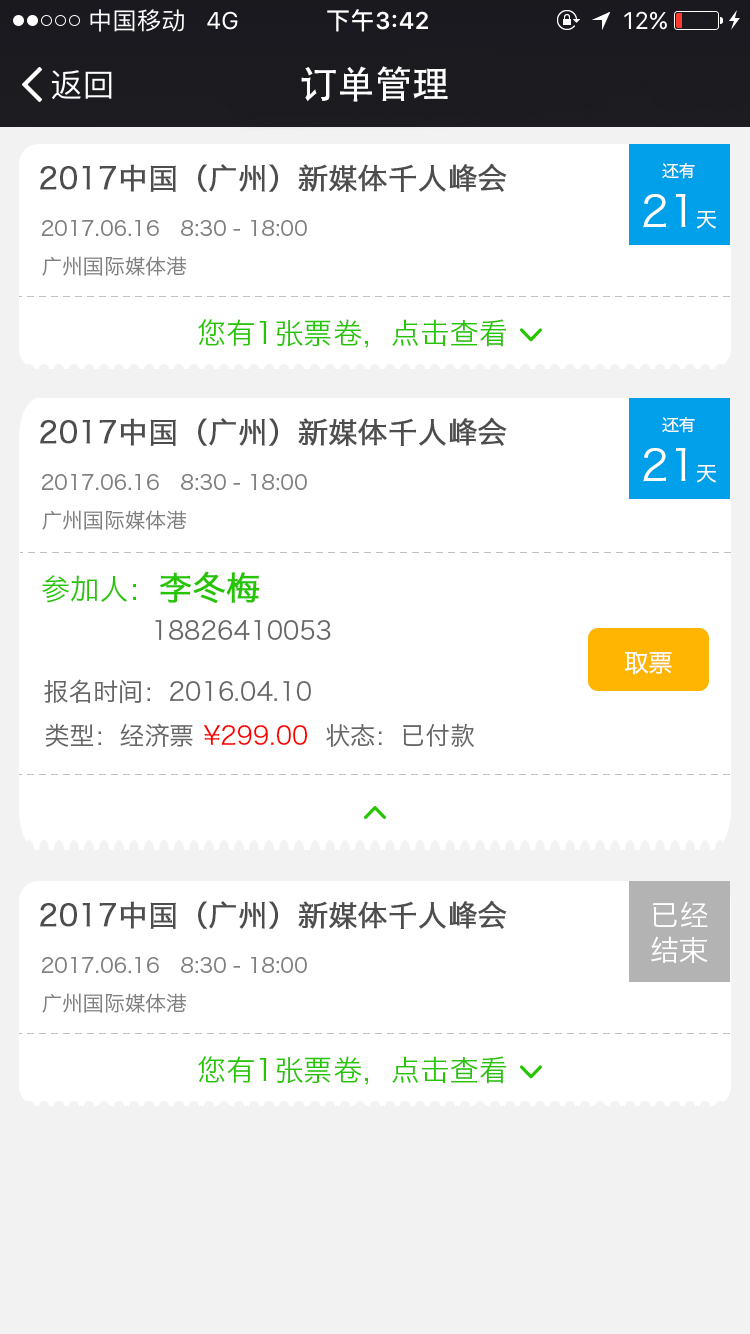 中国移动 4G 下午3:42 12%
返回 订单管理
2017中国（广州）新媒体千人峰会
还有
21天
2017.06.16 8:30 - 18:00
广州国际媒体港
您有1张票卷，点击查看
2017中国（广州）新媒体千人峰会
还有
21天
2017.06.16 8:30 - 18:00
广州国际媒体港
参加人：李冬梅
18826410053
取票
报名时间：2016.04.10
类型：经济票 ¥299.00 状态：已付款
2017中国（广州）新媒体千人峰会
已经
结束
2017.06.16 8:30 - 18:00
广州国际媒体港
您有1张票卷，点击查看